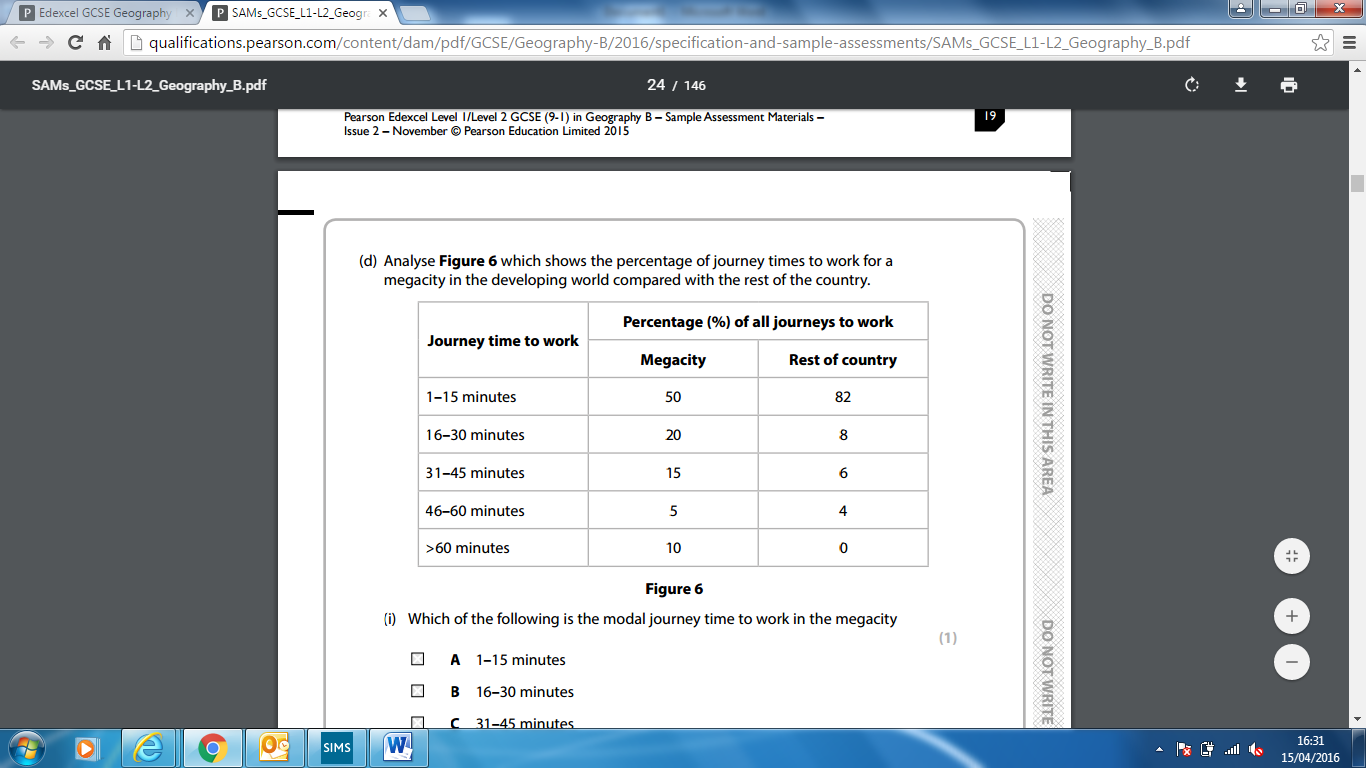 Edexcel GCSE Geography
SAMs_GCSE_L1-L2_Geogr
qualifications.pearson.com/content/dam/pdf/GCSE/Geography-B/2016/specification-and-sample-assessments/SAMs_GCSE_L1-L2_Geography_B.pdf
SAMs_GCSE_L1-L2_Geography_B.pdf
24 / 146
Pearson Edexcel Level 1/Level 2 GCSE (9-1) in Geography B – Sample Assessment Materials –
Issue 2 – November © Pearson Education Limited 2015
19
(d) Analyse Figure 6 which shows the percentage of journey times to work for a
megacity in the developing world compared with the rest of the country.
Journey time to work
Percentage (%) of all journeys to work
Megacity Rest of country
1–15 minutes 50 82
16–30 minutes 20 8
31–45 minutes 15 6
46–60 minutes 5 4
>60 minutes 10 0
Figure 6
(i) Which of the following is the modal journey time to work in the megacity
(1)
A 1–15 minutes
B 16–30 minutes
C 31–45 minutes
DO NOT WRITE IN THIS AREA
DO NOT WRITE
SIMS
16:31
15/04/2016